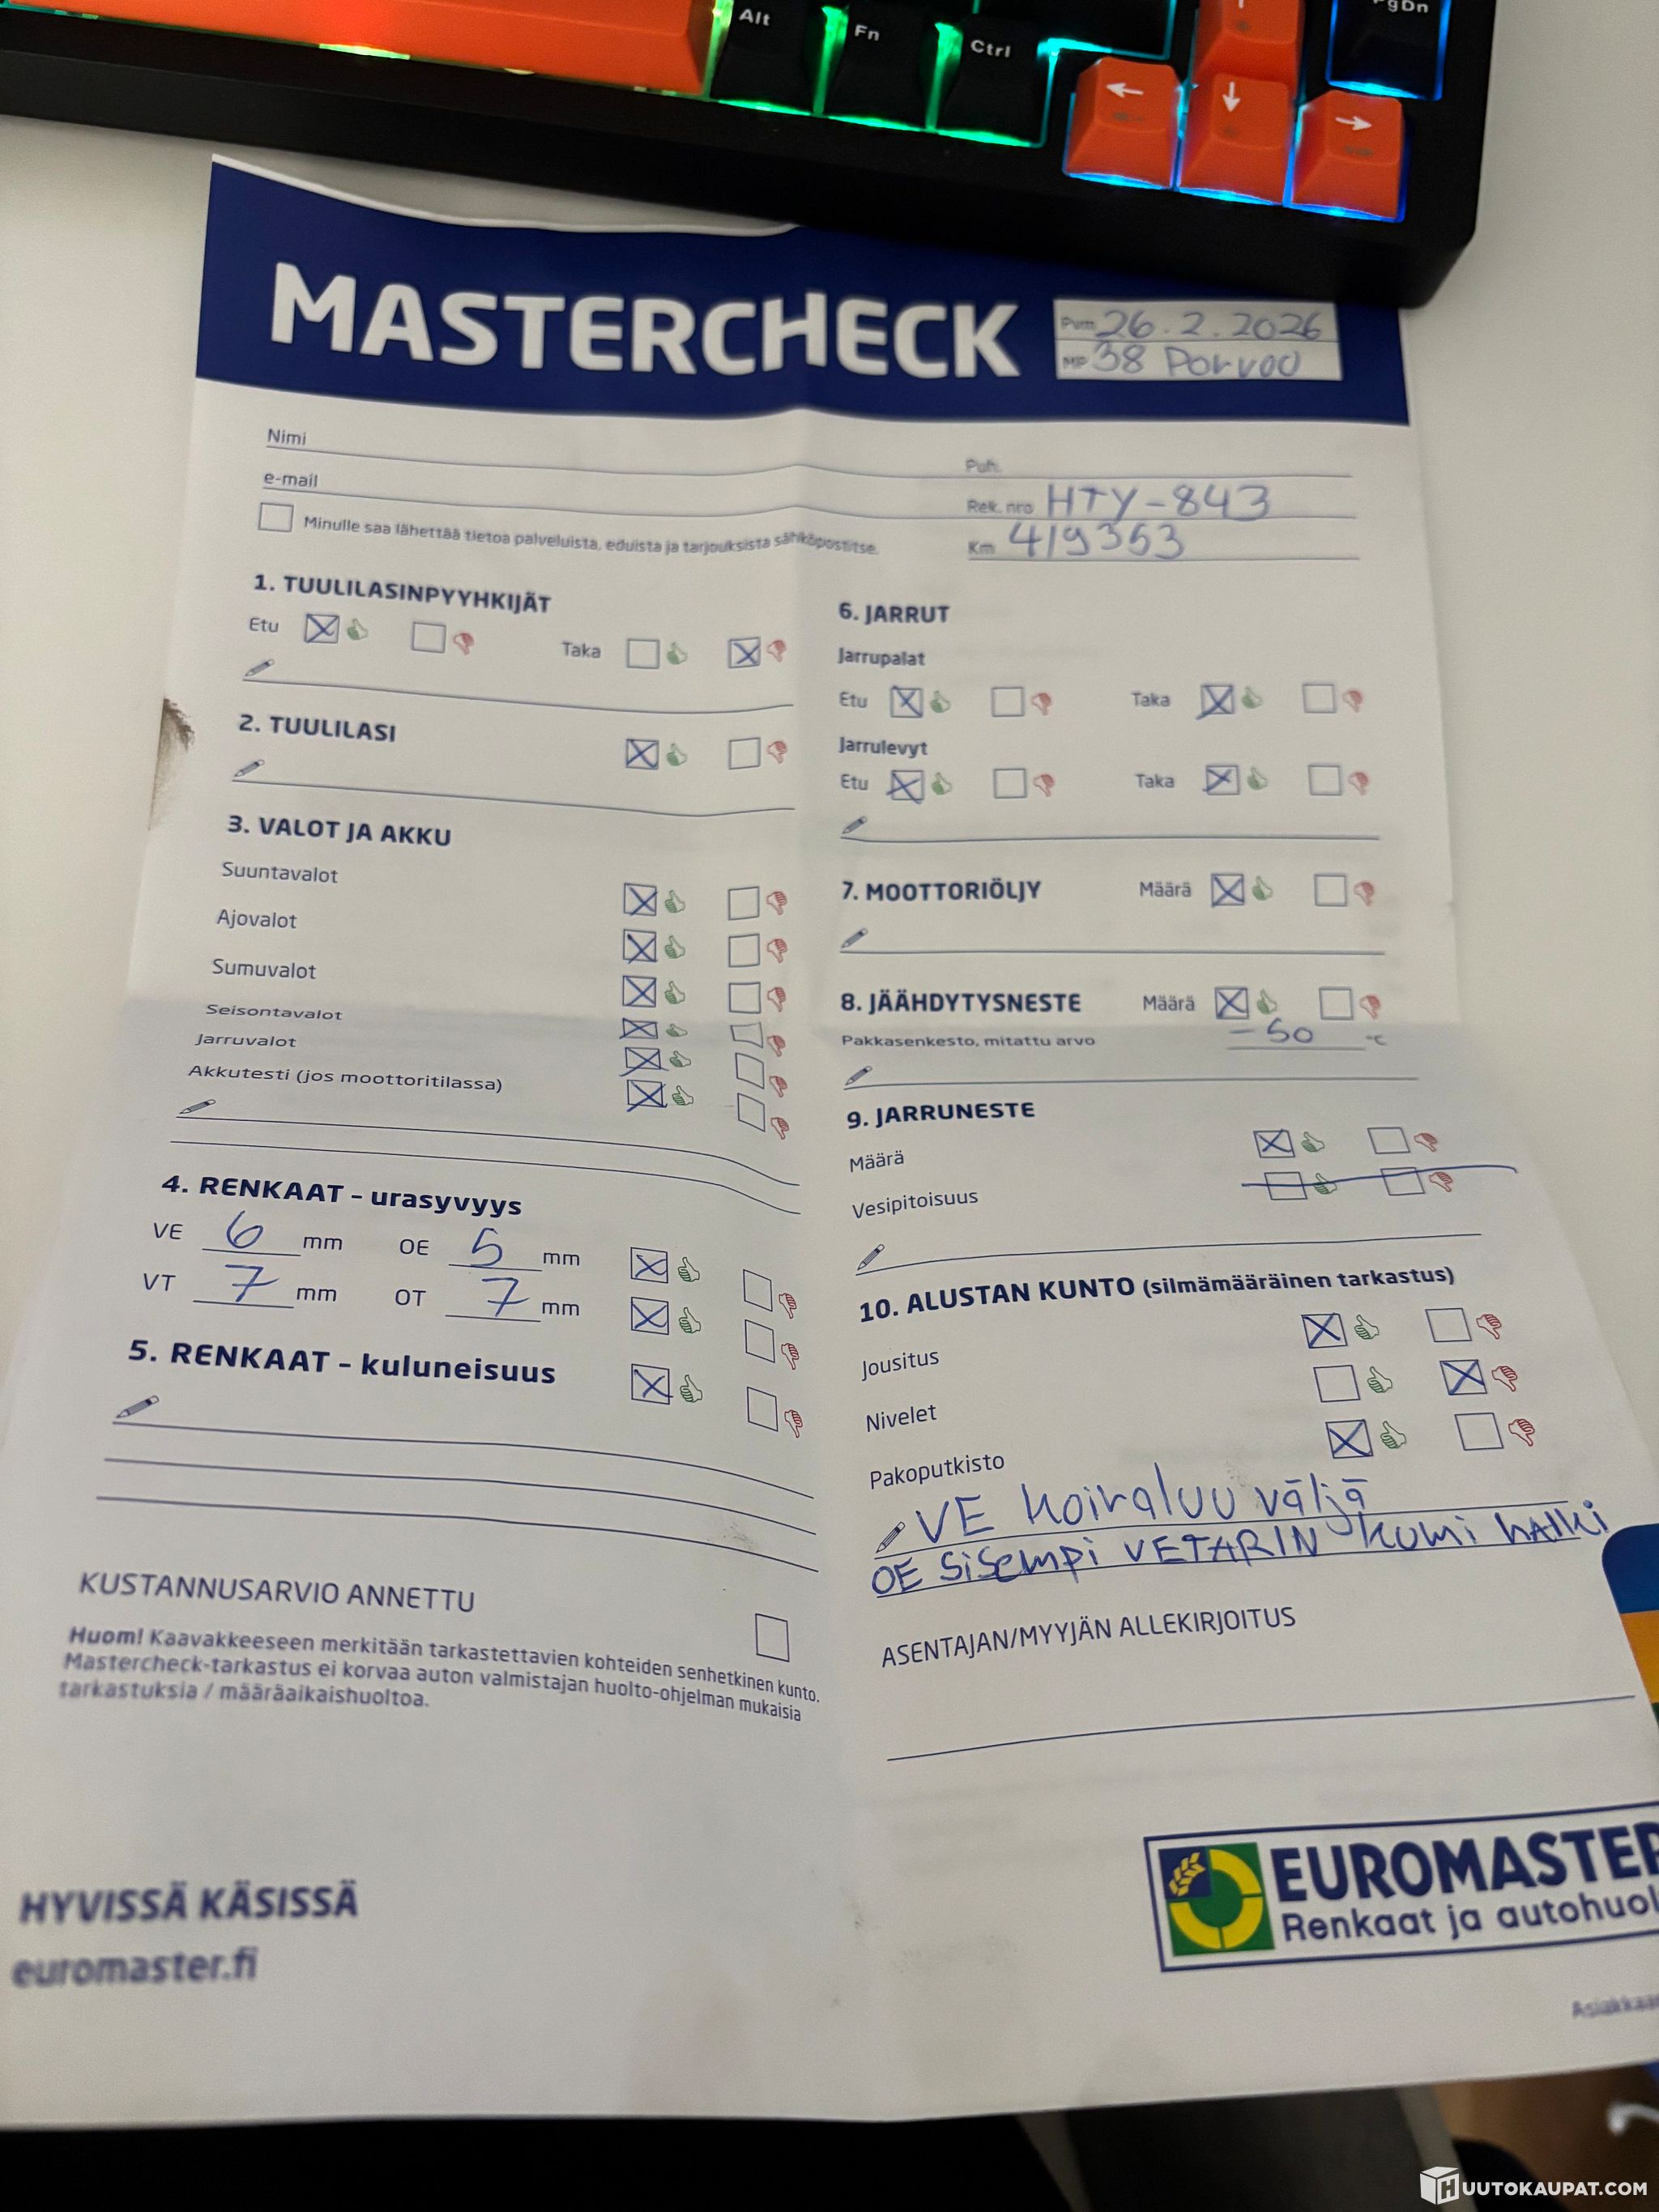 Alt
Fn
Ctrl
PgDn
MASTERCHECK
Pvm 26.2.2026
MP 38 Porvoo
Nimi
Puh.
e-mail
Rek. nro HTY-843
Minulle saa lähettää tietoa palveluista, eduista ja tarjouksista sähköpostitse.
Km 419353
1. TUULILASINPYYHKIJÄT
Etu
Taka
2. TUULILASI
3. VALOT JA AKKU
Suuntavalot
Ajovalot
Sumuvalot
Seisontavalot
Jarruvalot
Akkutesti (jos moottoritilassa)
4. RENKAAT - urasyvyys
VE 6 mm OE 5 mm
VT 7 mm OT 7 mm
5. RENKAAT - kuluneisuus
KUSTANNUSARVIO ANNETTU
Huom! Kaavakkeeseen merkitään tarkastettavien kohteiden senhetkinen kunto.
Mastercheck-tarkastus ei korvaa auton valmistajan huolto-ohjelman mukaisia
tarkastuksia / määräaikaishuoltoa.
6. JARRUT
Jarrupalat
Etu
Taka
Jarrulevyt
Etu
Taka
7. MOOTTORIÖLJY Määrä
8. JÄÄHDYTYSNESTE Määrä
Pakkasenkesto, mitattu arvo -50 °C
9. JARRUNESTE
Määrä
Vesipitoisuus
10. ALUSTAN KUNTO (silmämääräinen tarkastus)
Jousitus
Nivelet
Pakoputkisto
VE Koiraluu väljä
OE Sisempi VETARIN kumi halki
ASENTAJAN/MYYJÄN ALLEKIRJOITUS
HYVISSÄ KÄSISSÄ
euromaster.fi
EUROMASTER
Renkaat ja autohuol
Asiakkaa
HUUTOKAUPAT.COM